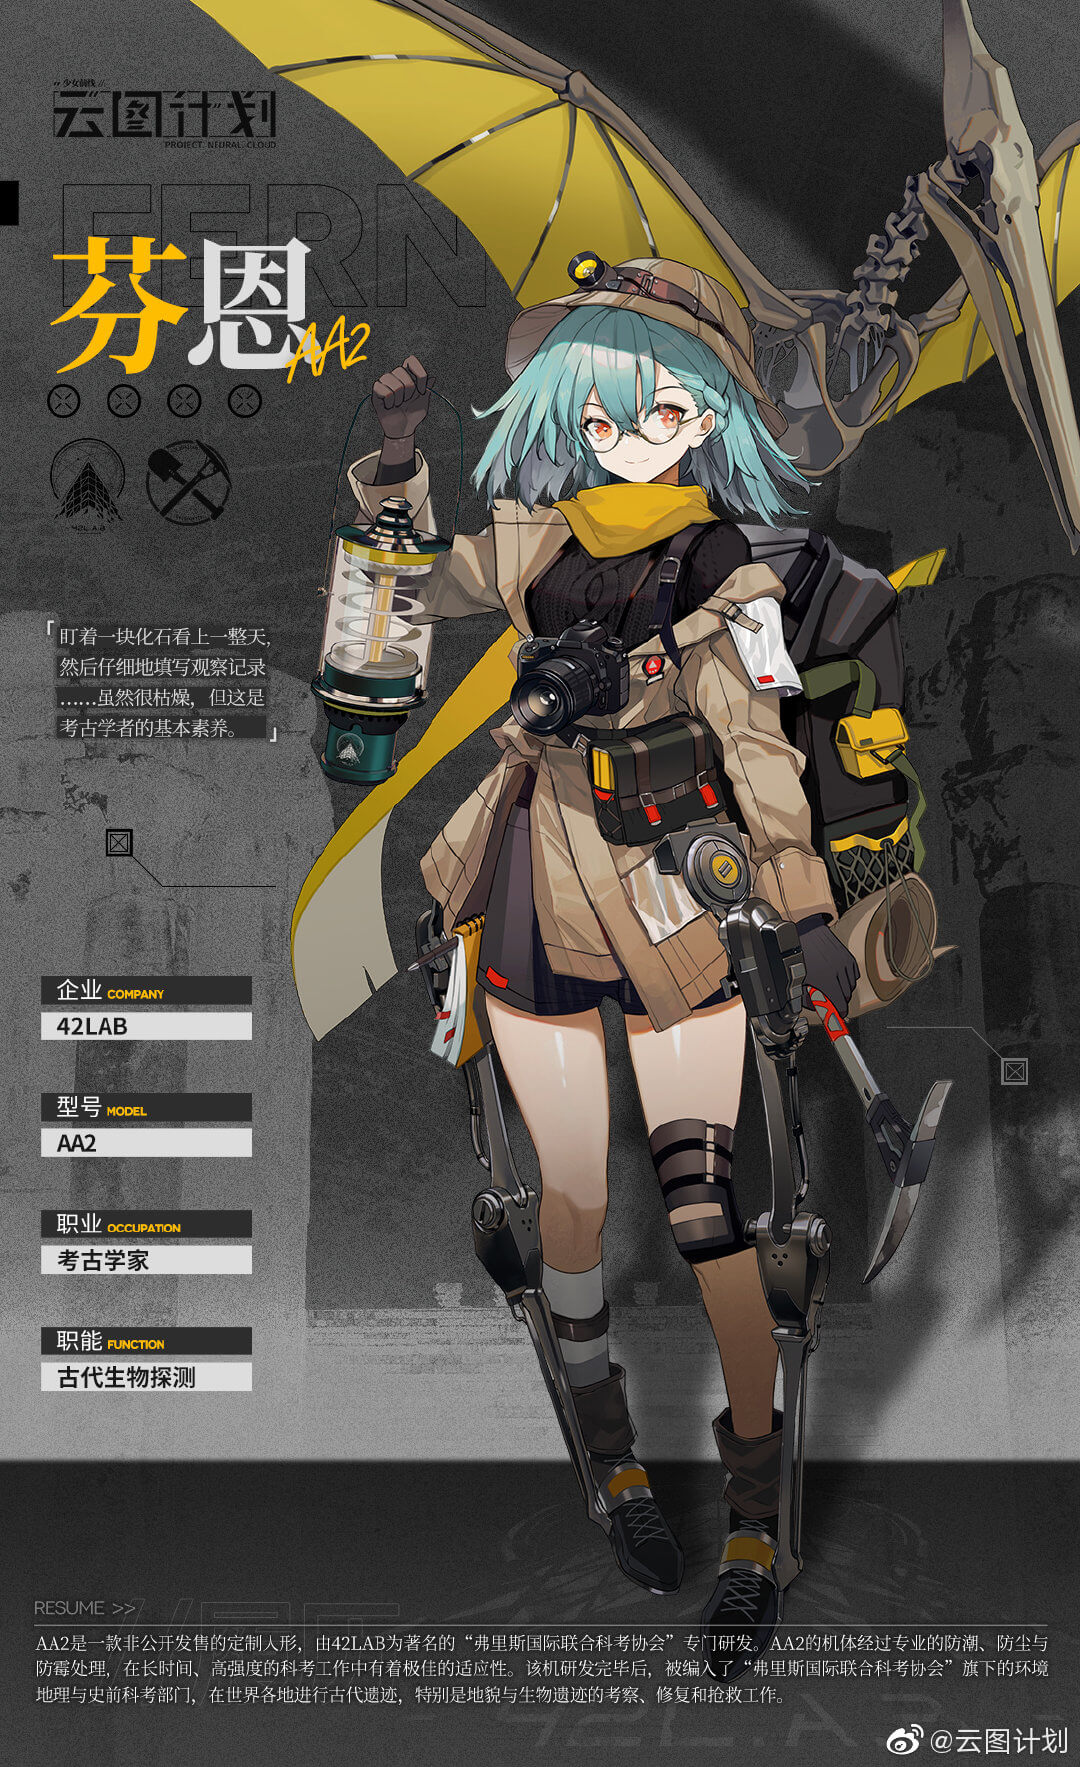 少女前线
云图计划
PROJECT NEURAL CLOUD
FERN
芬恩
AA2
42L.A.B
「盯着一块化石看上一整天,
然后仔细地填写观察记录
……虽然很枯燥，但这是
考古学者的基本素养。」
企业 COMPANY
42LAB
型号 MODEL
AA2
职业 OCCUPATION
考古学家
职能 FUNCTION
古代生物探测
RESUME >>
AA2是一款非公开发售的定制人形，由42LAB为著名的“弗里斯国际联合科考协会”专门研发。AA2的机体经过专业的防潮、防尘与
防霉处理，在长时间、高强度的科考工作中有着极佳的适应性。该机研发完毕后，被编入了“弗里斯国际联合科考协会”旗下的环境
地理与史前科考部门，在世界各地进行古代遗迹，特别是地貌与生物遗迹的考察、修复和抢救工作。
@云图计划